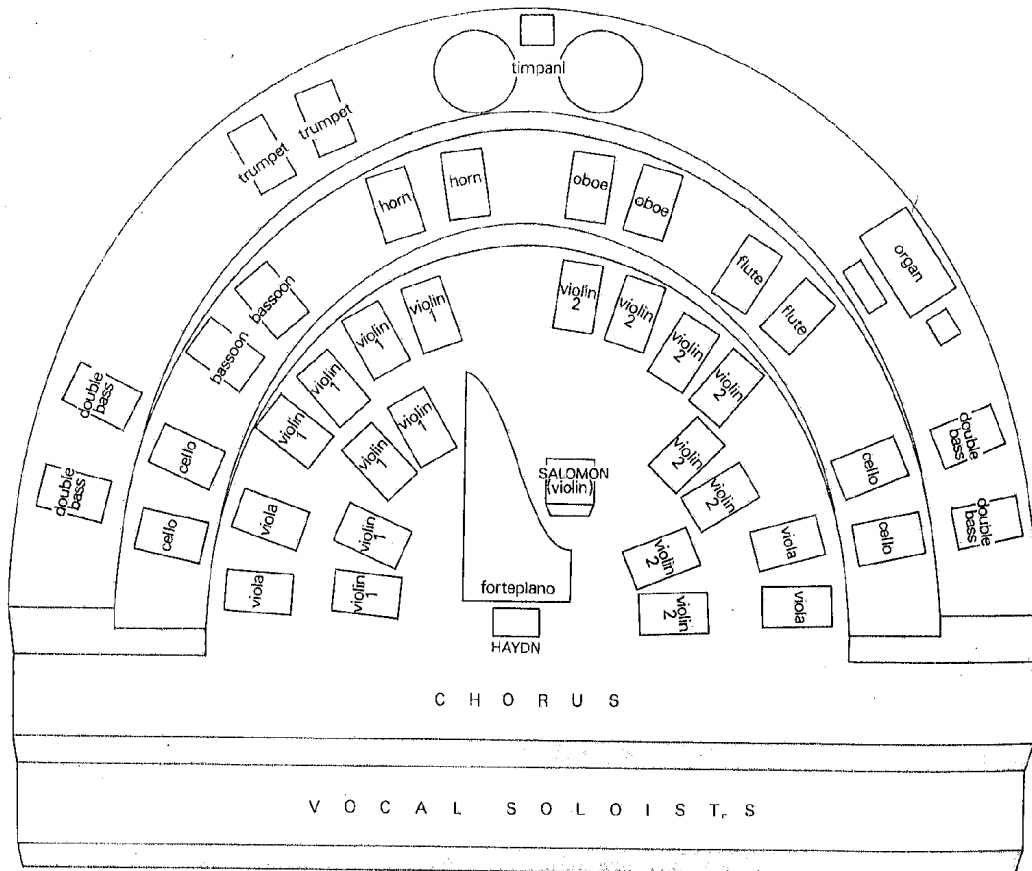 timpani
trumpet
trumpet
horn
horn
oboe
oboe
flute
flute
organ
bassoon
bassoon
violin
1
violin
1
violin
1
violin
1
violin
2
violin
2
violin
2
violin
2
double
bass
double
bass
cello
cello
viola
viola
violin
1
violin
1
violin
1
violin
1
SALOMON
(violin)
violin
2
violin
2
violin
2
violin
2
viola
viola
cello
cello
double
bass
double
bass
fortepiano
HAYDN
CHORUS
VOCAL SOLOISTS